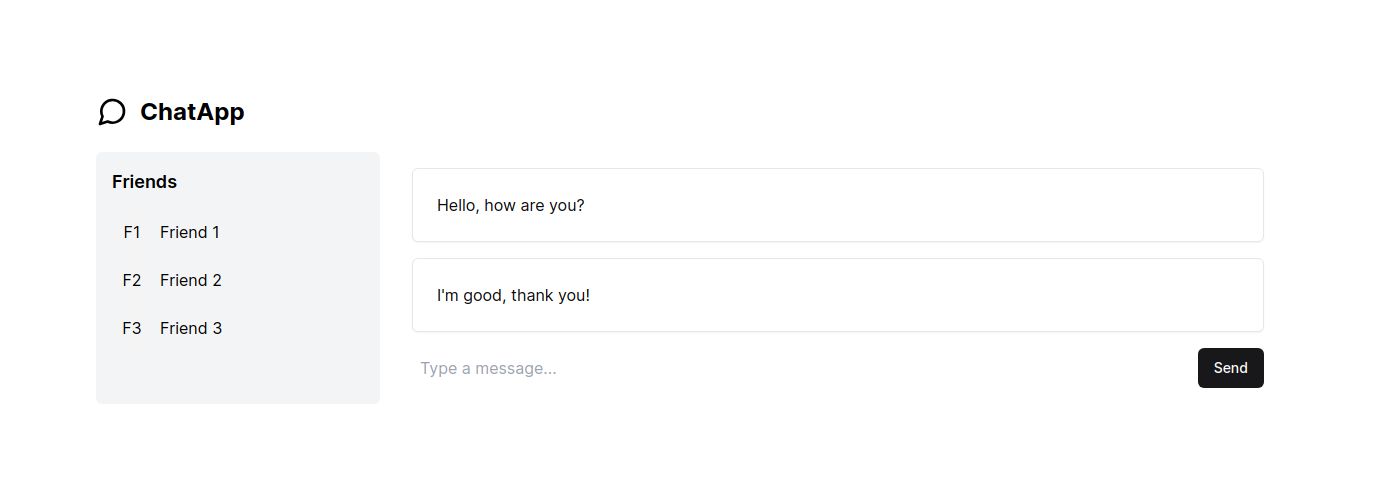 ChatApp
Friends
F1 Friend 1
F2 Friend 2
F3 Friend 3
Hello, how are you?
I'm good, thank you!
Type a message...
Send